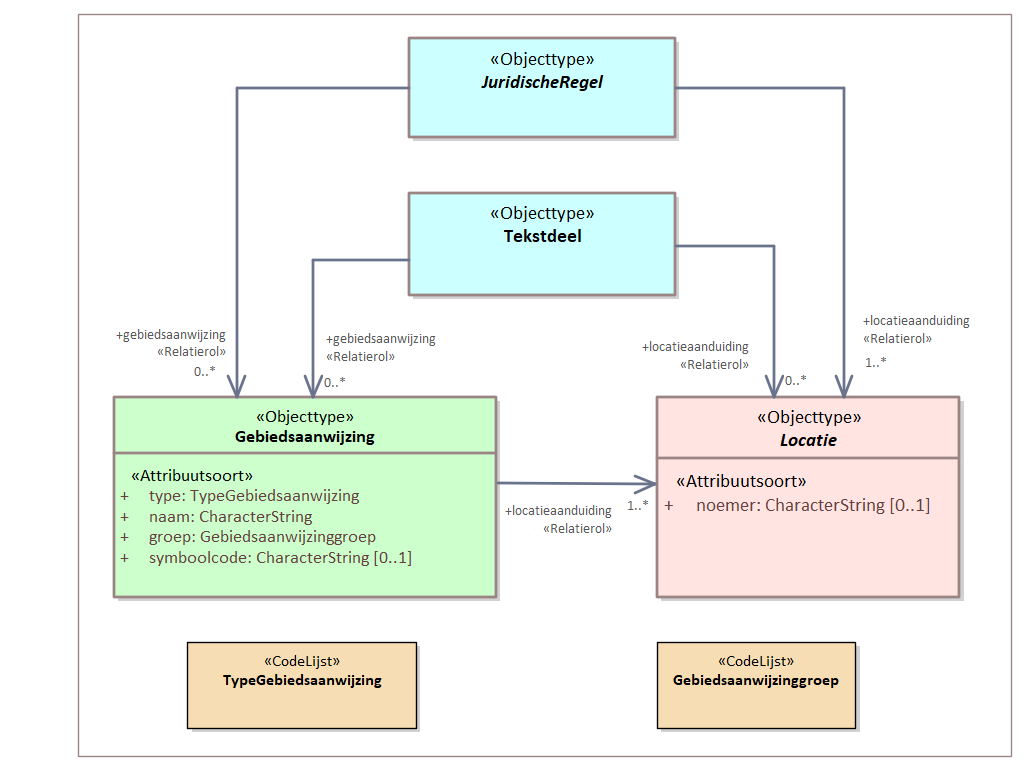 «Objecttype»
JuridischeRegel
«Objecttype»
Tekstdeel
+gebiedsaanwijzing
«Relatierol»
0..*
+gebiedsaanwijzing
«Relatierol»
0..*
+locatieaanduiding
«Relatierol»
0..*
+locatieaanduiding
«Relatierol»
1..*
«Objecttype»
Gebiedsaanwijzing
«Attribuutsoort»
+ type: TypeGebiedsaanwijzing
+ naam: CharacterString
+ groep: Gebiedsaanwijzinggroep
+ symboolcode: CharacterString [0..1]
+locatieaanduiding
«Relatierol»
1..*
«Objecttype»
Locatie
«Attribuutsoort»
+ noemer: CharacterString [0..1]
«CodeLijst»
TypeGebiedsaanwijzing
«CodeLijst»
Gebiedsaanwijzinggroep